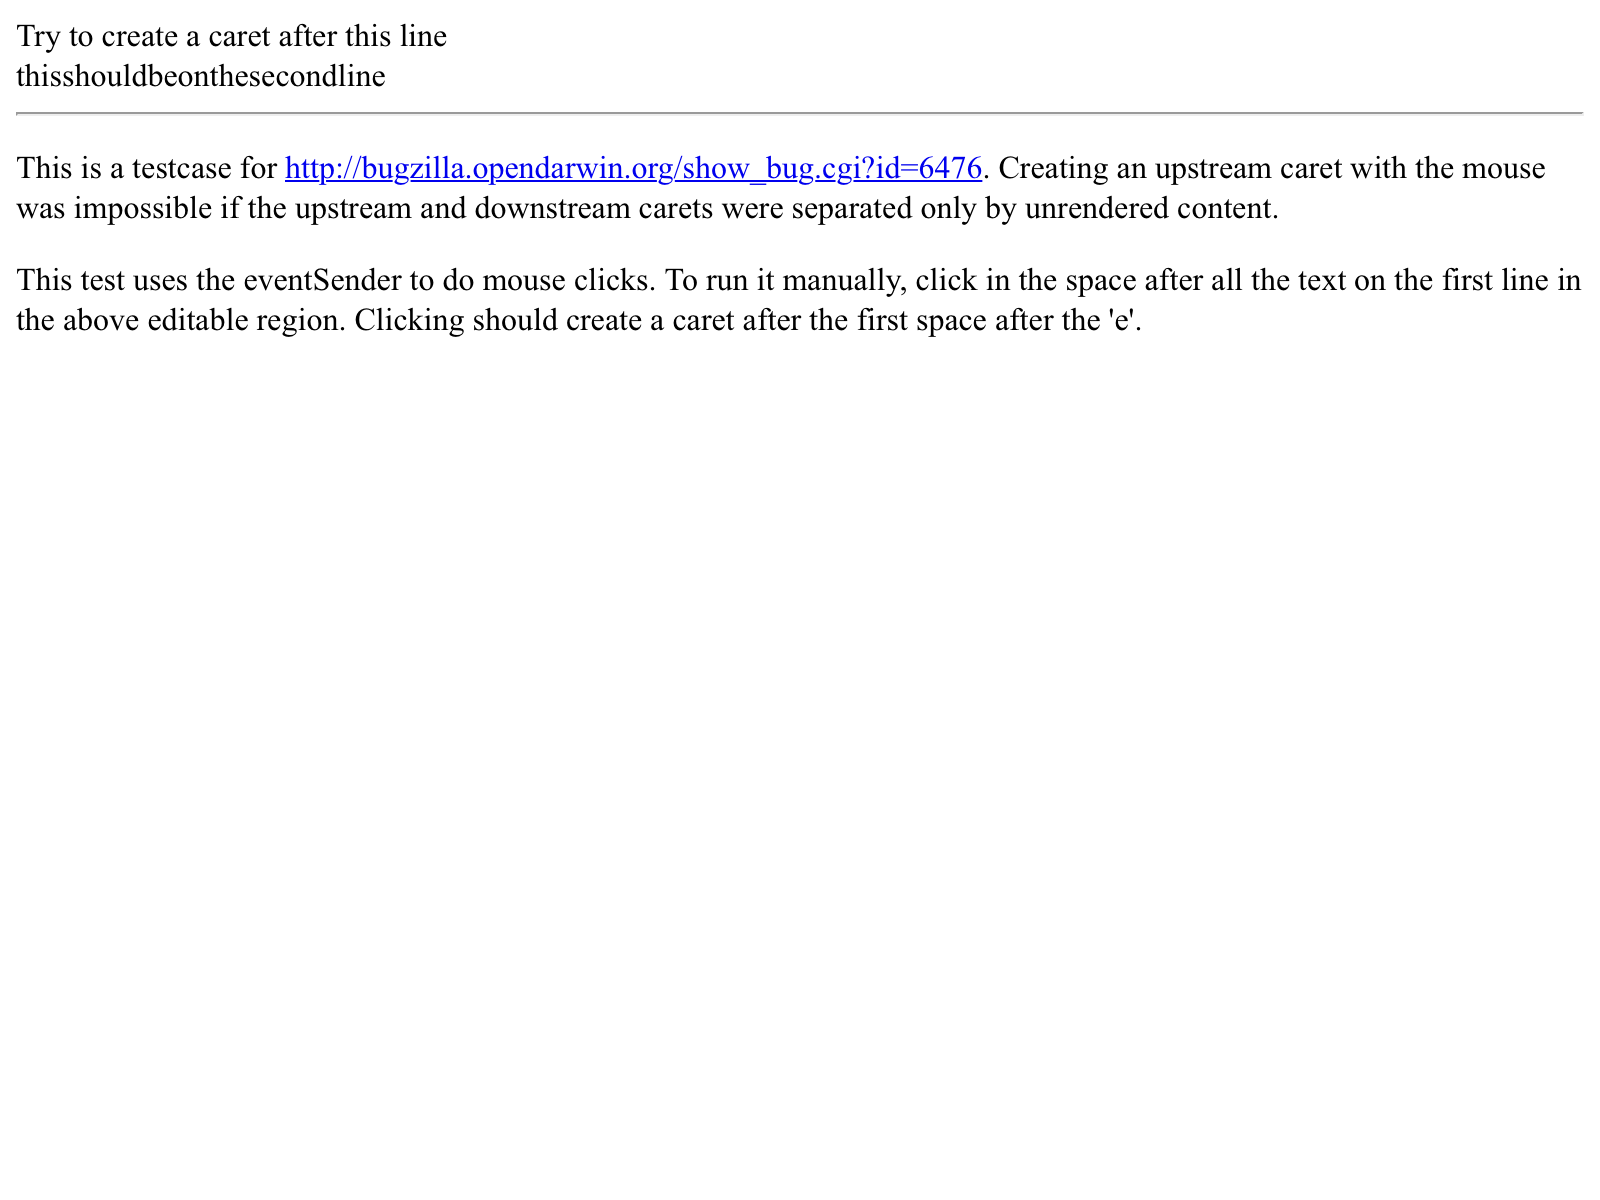 Try to create a caret after this line
thisshouldbeonthesecondline
This is a testcase for http://bugzilla.opendarwin.org/show_bug.cgi?id=6476. Creating an upstream caret with the mouse
was impossible if the upstream and downstream carets were separated only by unrendered content.
This test uses the eventSender to do mouse clicks. To run it manually, click in the space after all the text on the first line in
the above editable region. Clicking should create a caret after the first space after the 'e'.